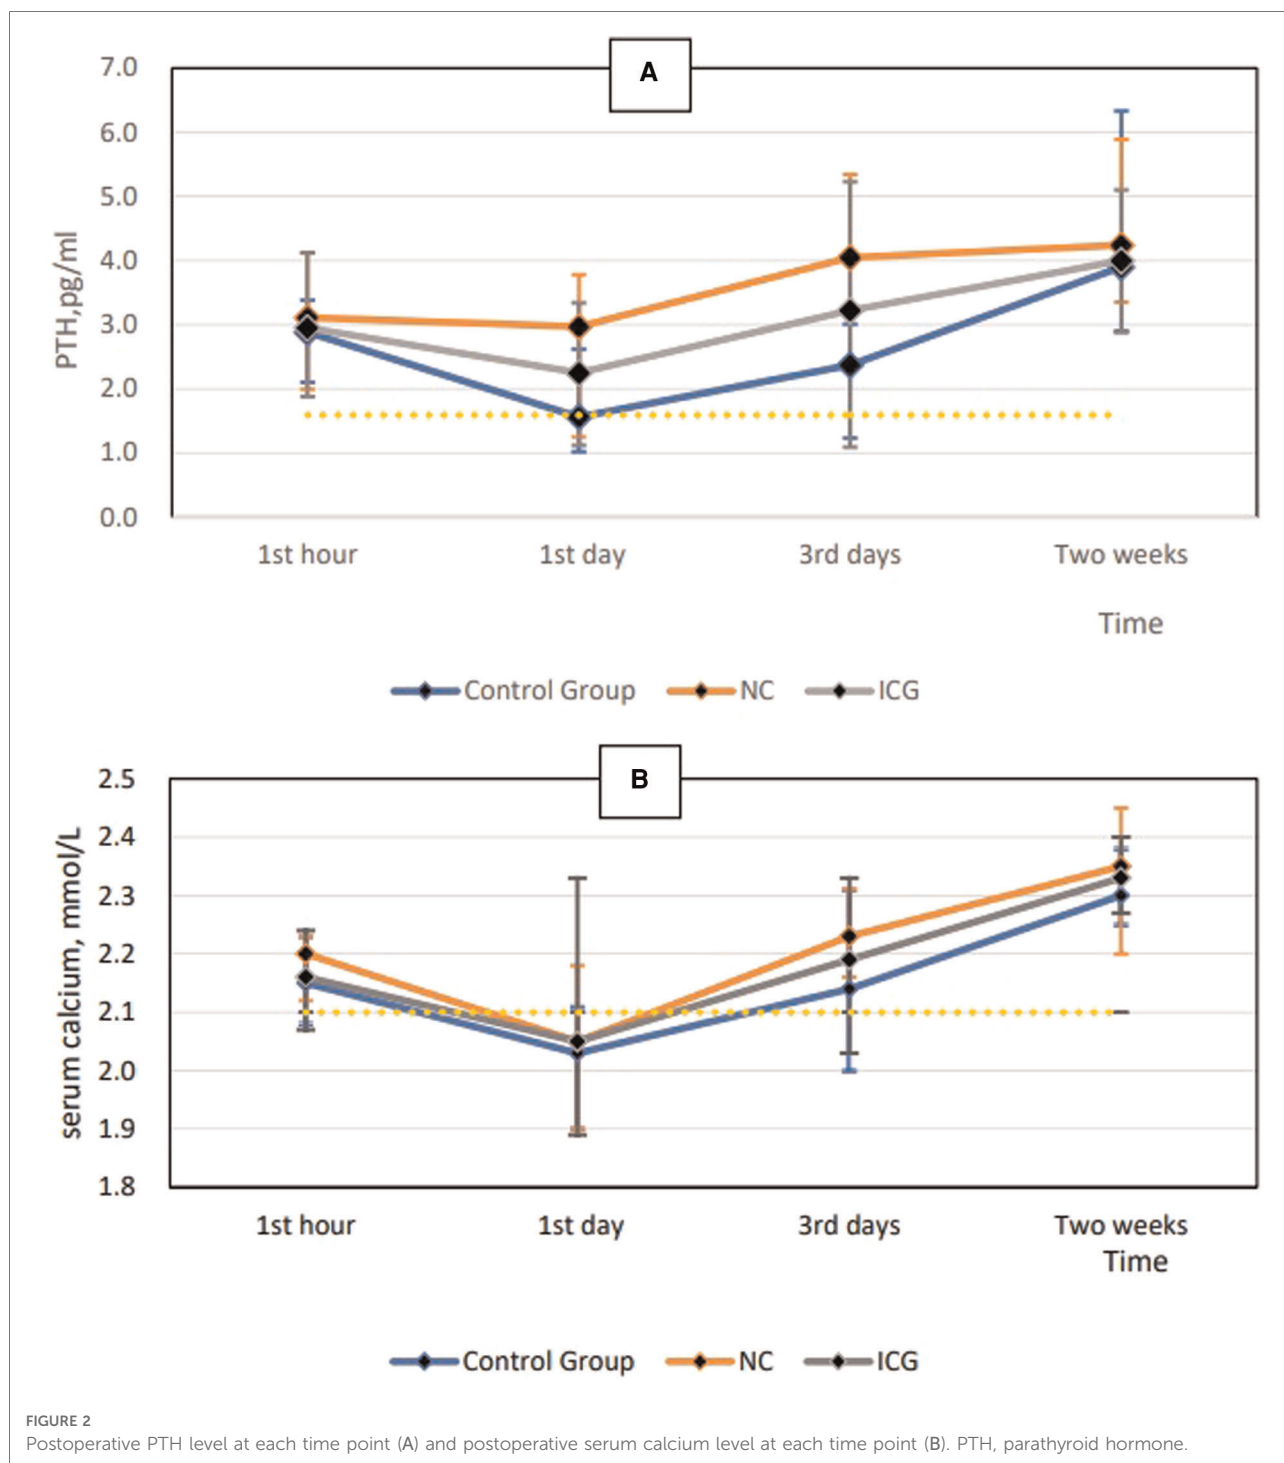 A
7.0
6.0
5.0
4.0
3.0
2.0
1.0
0.0
PTH,pg/ml
1st hour 1st day 3rd days Two weeks
Time
Control Group NC ICG
B
2.5
2.4
2.3
2.2
2.1
2.0
1.9
1.8
serum calcium, mmol/L
1st hour 1st day 3rd days Two weeks
Time
Control Group NC ICG
FIGURE 2
Postoperative PTH level at each time point (A) and postoperative serum calcium level at each time point (B). PTH, parathyroid hormone.